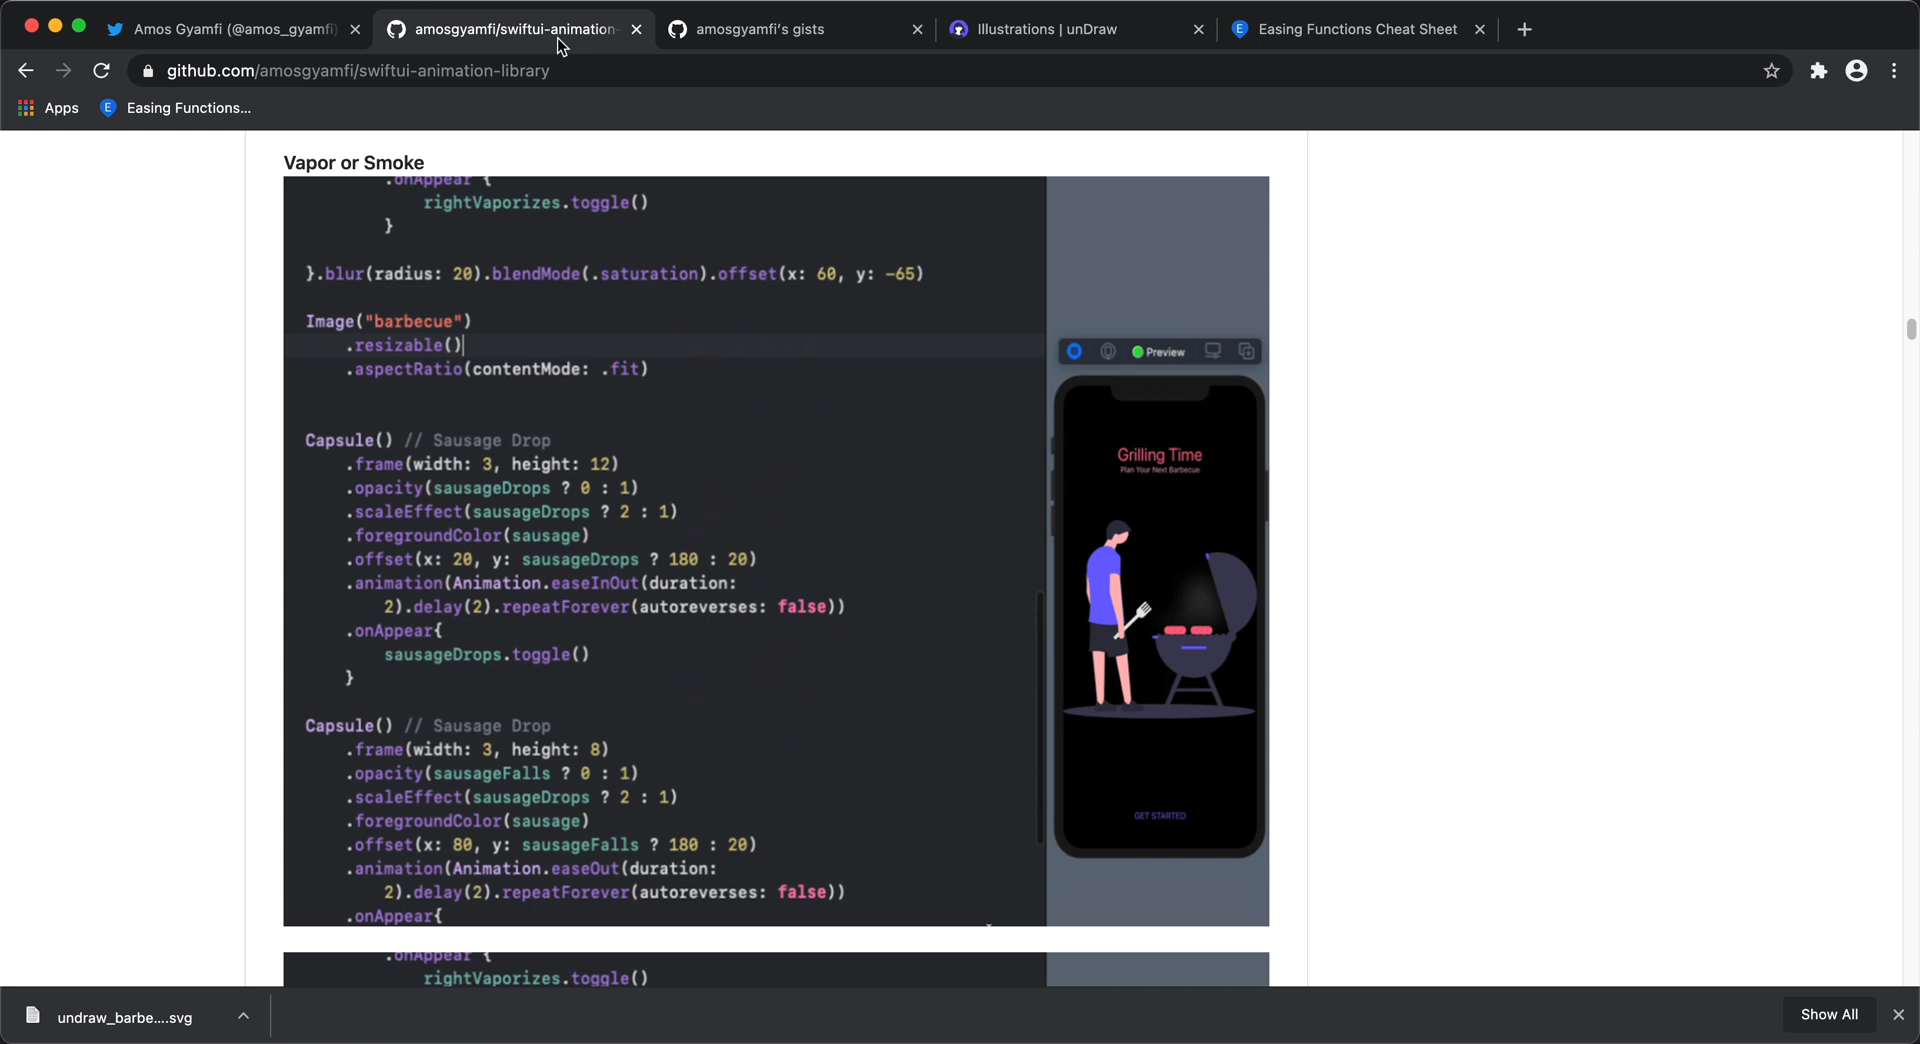 Amos Gyamfi (@amos_gyamfi)
amosgyamfi/swiftui-animation-
amosgyamfi's gists
Illustrations | unDraw
Easing Functions Cheat Sheet
github.com/amosgyamfi/swiftui-animation-library
Apps
Easing Functions...
Vapor or Smoke
.onAppear {
rightVaporizes.toggle()
}
}.blur(radius: 20).blendMode(.saturation).offset(x: 60, y: -65)
Image("barbecue")
.resizable()
.aspectRatio(contentMode: .fit)
Capsule() // Sausage Drop
.frame(width: 3, height: 12)
.opacity(sausageDrops ? 0 : 1)
.scaleEffect(sausageDrops ? 2 : 1)
.foregroundColor(sausage)
.offset(x: 20, y: sausageDrops ? 180 : 20)
.animation(Animation.easeInOut(duration:
2).delay(2).repeatForever(autoreverses: false))
.onAppear{
sausageDrops.toggle()
}
Capsule() // Sausage Drop
.frame(width: 3, height: 8)
.opacity(sausageFalls ? 0 : 1)
.scaleEffect(sausageDrops ? 2 : 1)
.foregroundColor(sausage)
.offset(x: 80, y: sausageFalls ? 180 : 20)
.animation(Animation.easeOut(duration:
2).delay(2).repeatForever(autoreverses: false))
.onAppear{
Preview
Grilling Time
Plan Your Next Barbecue
GET STARTED
.onAppear {
rightVaporizes.toggle()
undraw_barbe....svg
Show All